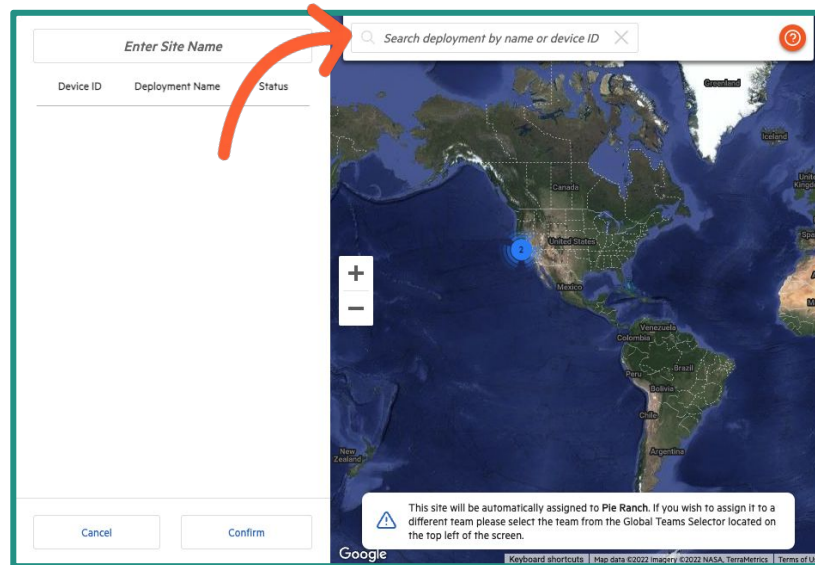 Enter Site Name
Device ID Deployment Name Status
Cancel Confirm
Search deployment by name or device ID
?
Greenland
Iceland
United
Canada
United States
2
Mexico
Venezuela
Colombia
Peru
Brazil
Bolivia
Chile
New
Zealand
Argentina
+
−
This site will be automatically assigned to Pie Ranch. If you wish to assign it to a
different team please select the team from the Global Teams Selector located on
the top left of the screen.
Google
Keyboard shortcuts Map data ©2022 Imagery ©2022 NASA, TerraMetrics Terms of U